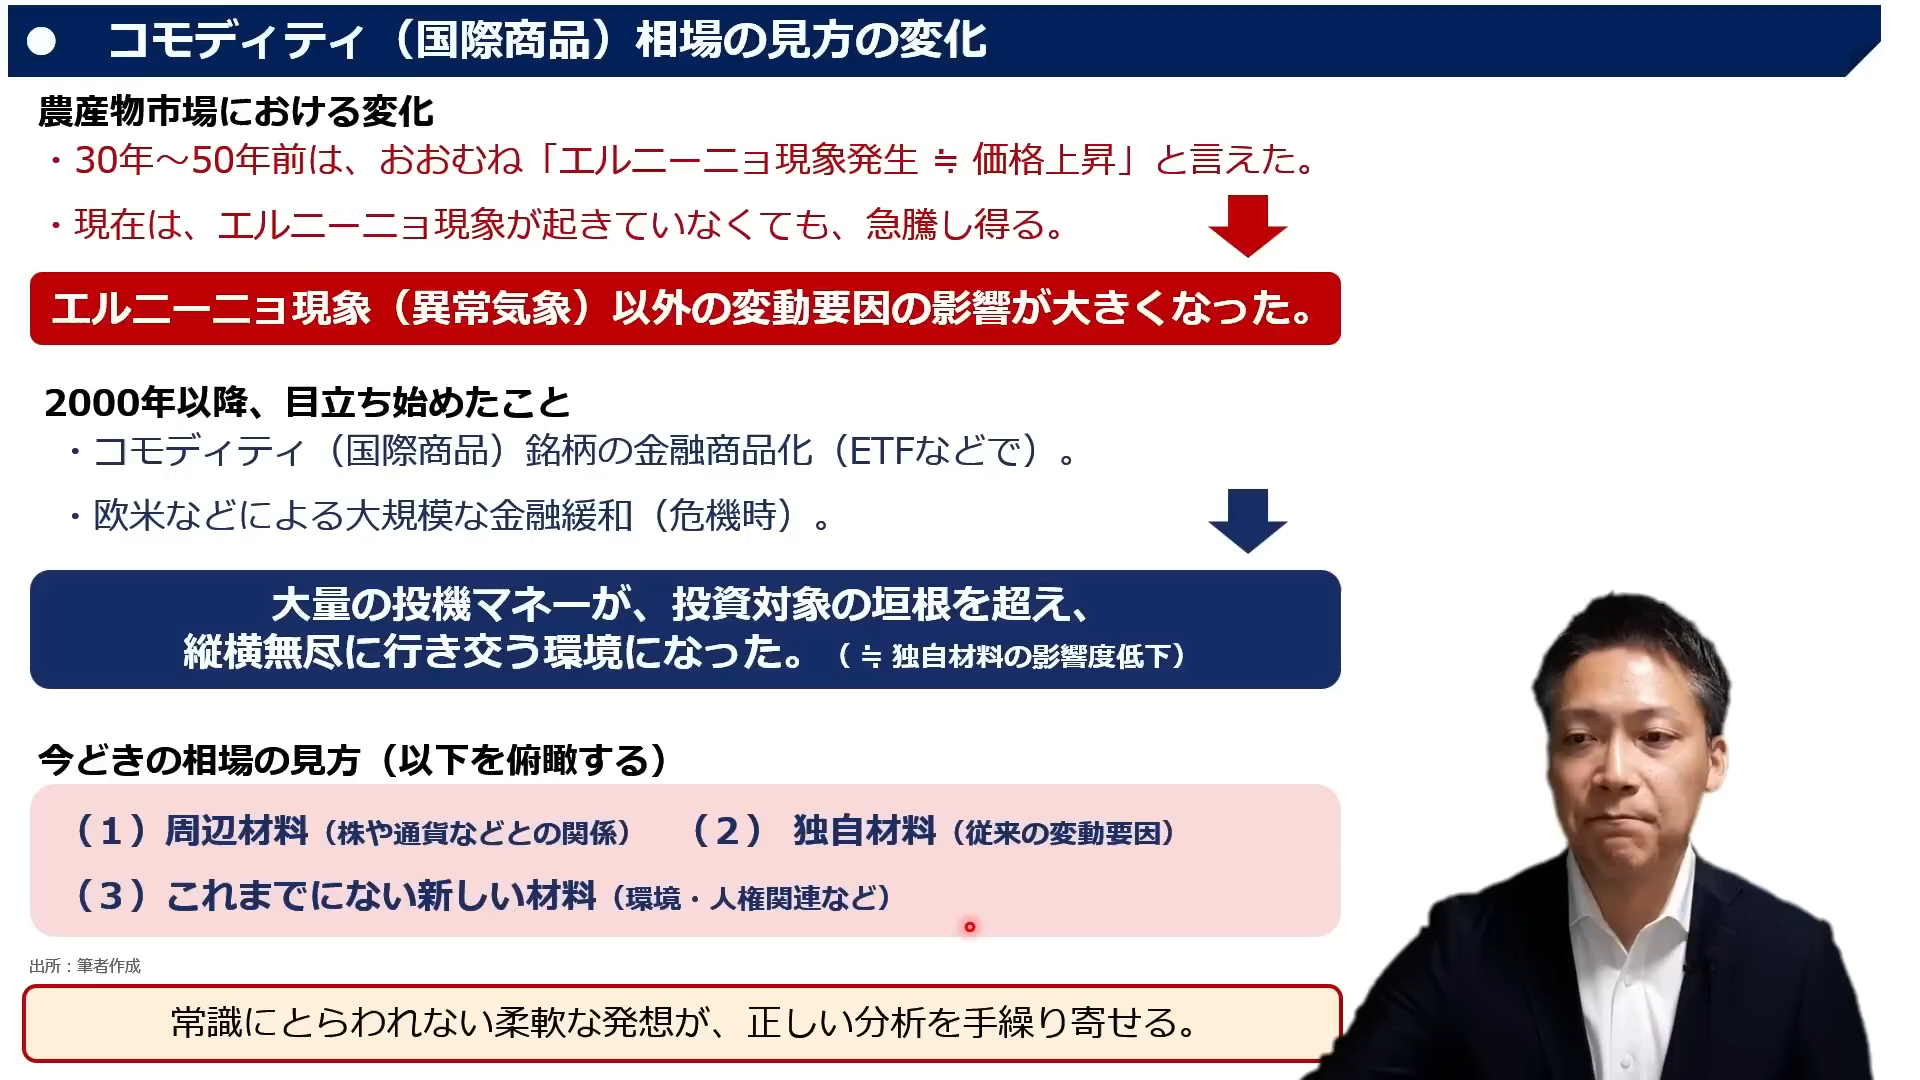 ● コモディティ（国際商品）相場の見方の変化
農産物市場における変化
・30年～50年前は、おおむね「エルニーニョ現象発生 ≒ 価格上昇」と言えた。
・現在は、エルニーニョ現象が起きていなくても、急騰し得る。
エルニーニョ現象（異常気象）以外の変動要因の影響が大きくなった。
2000年以降、目立ち始めたこと
・コモディティ（国際商品）銘柄の金融商品化（ETFなどで）。
・欧米などによる大規模な金融緩和（危機時）。
大量の投機マネーが、投資対象の垣根を超え、
縦横無尽に行き交う環境になった。（ ≒ 独自材料の影響度低下）
今どきの相場の見方（以下を俯瞰する）
（１）周辺材料（株や通貨などとの関係） （２） 独自材料（従来の変動要因）
（３）これまでにない新しい材料（環境・人権関連など）
出所：筆者作成
常識にとらわれない柔軟な発想が、正しい分析を手繰り寄せる。